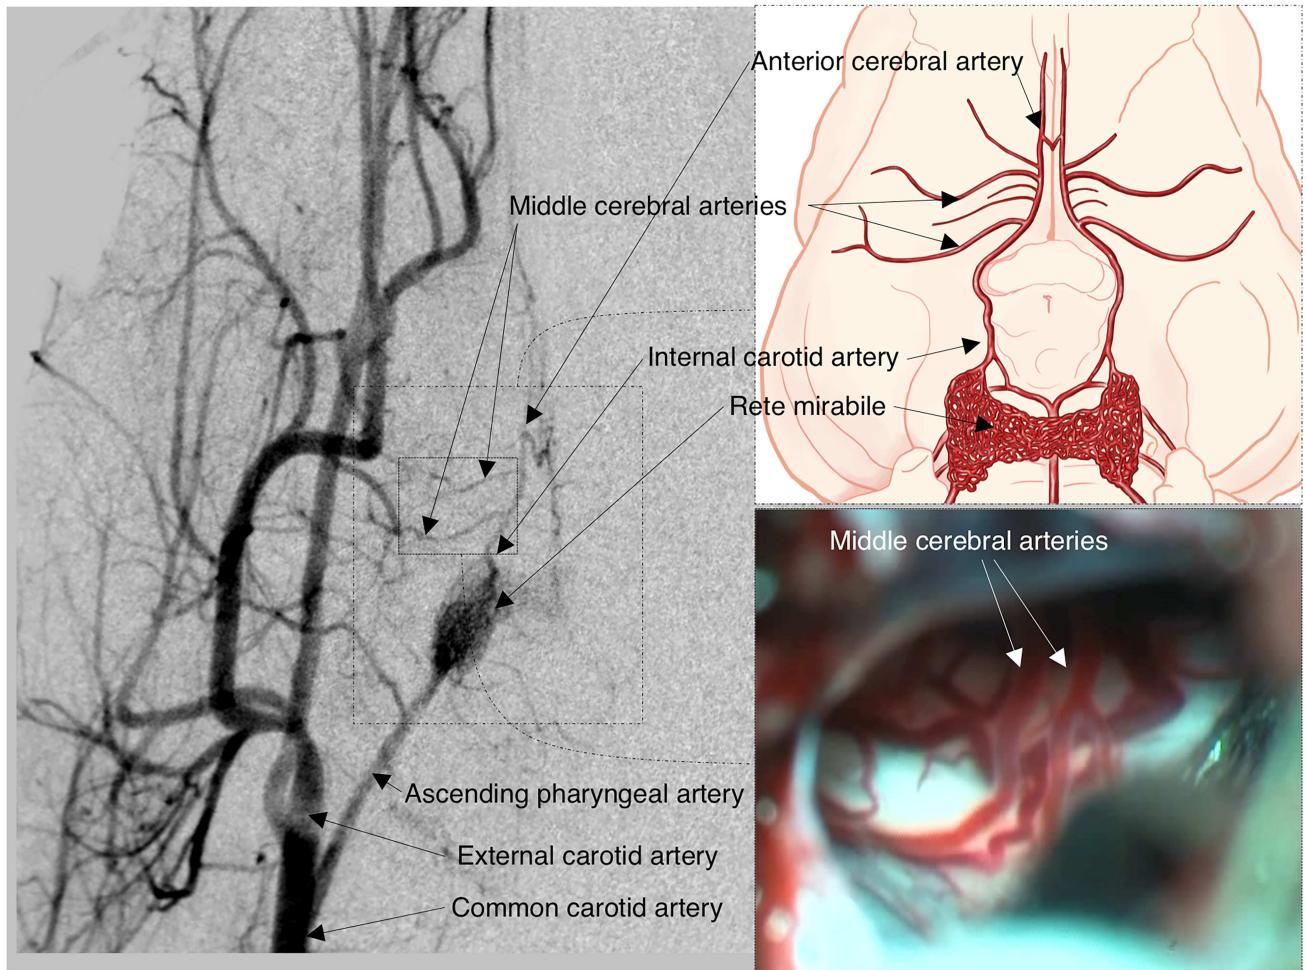 Anterior cerebral artery
Middle cerebral arteries
Internal carotid artery
Rete mirabile
Middle cerebral arteries
Ascending pharyngeal artery
External carotid artery
Common carotid artery